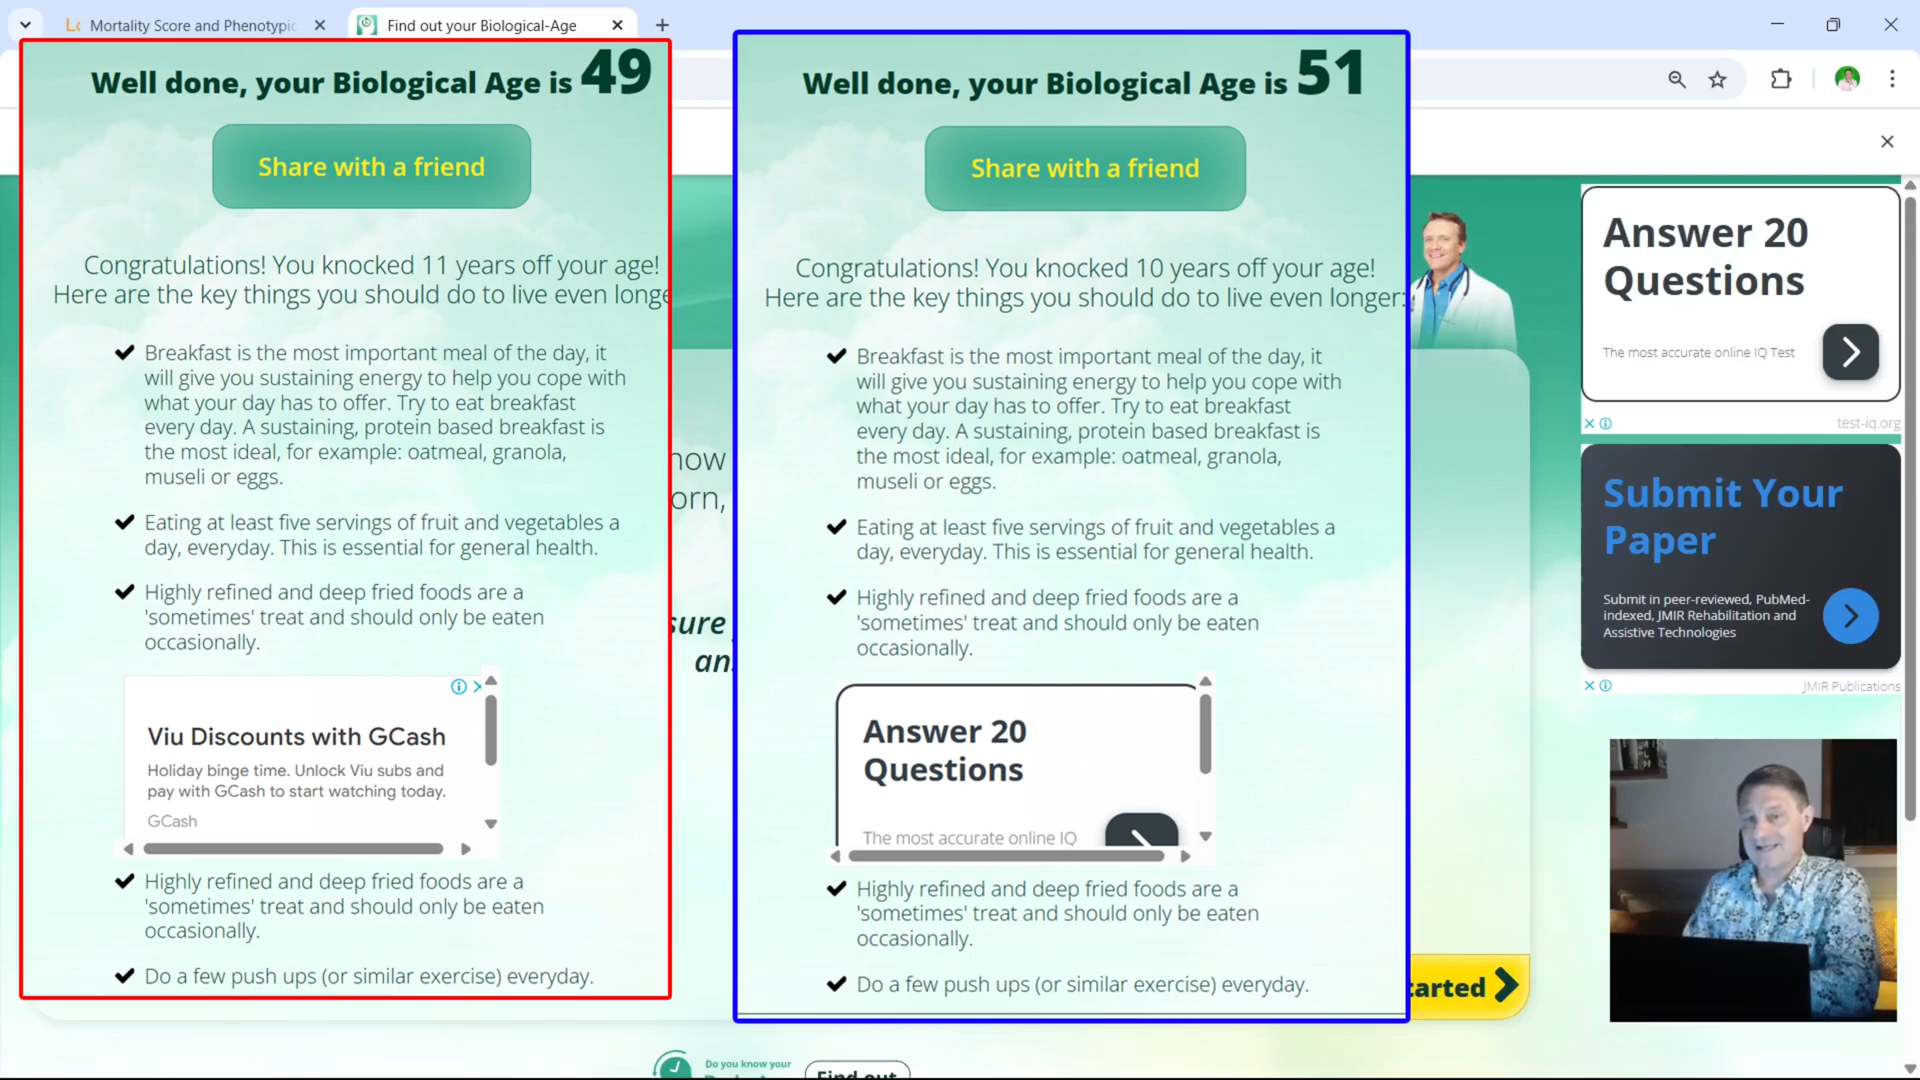 Mortality Score and Phenotypic
Find out your Biological-Age
Well done, your Biological Age is 49
Share with a friend
Congratulations! You knocked 11 years off your age!
Here are the key things you should do to live even longe
Breakfast is the most important meal of the day, it
will give you sustaining energy to help you cope with
what your day has to offer. Try to eat breakfast
every day. A sustaining, protein based breakfast is
the most ideal, for example: oatmeal, granola,
museli or eggs.
Eating at least five servings of fruit and vegetables a
day, everyday. This is essential for general health.
Highly refined and deep fried foods are a
'sometimes' treat and should only be eaten
occasionally.
Viu Discounts with GCash
Holiday binge time. Unlock Viu subs and
pay with GCash to start watching today.
GCash
Highly refined and deep fried foods are a
'sometimes' treat and should only be eaten
occasionally.
Do a few push ups (or similar exercise) everyday.
now
orn,
sure
an
Well done, your Biological Age is 51
Share with a friend
Congratulations! You knocked 10 years off your age!
Here are the key things you should do to live even longer:
Breakfast is the most important meal of the day, it
will give you sustaining energy to help you cope with
what your day has to offer. Try to eat breakfast
every day. A sustaining, protein based breakfast is
the most ideal, for example: oatmeal, granola,
museli or eggs.
Eating at least five servings of fruit and vegetables a
day, everyday. This is essential for general health.
Highly refined and deep fried foods are a
'sometimes' treat and should only be eaten
occasionally.
Answer 20
Questions
The most accurate online IQ
Highly refined and deep fried foods are a
'sometimes' treat and should only be eaten
occasionally.
Do a few push ups (or similar exercise) everyday.
tarted
Answer 20
Questions
The most accurate online IQ Test
test-iq.org
Submit Your
Paper
Submit in peer-reviewed, PubMed-
indexed, JMIR Rehabilitation and
Assistive Technologies
JMIR Publications
Do you know your
Find out